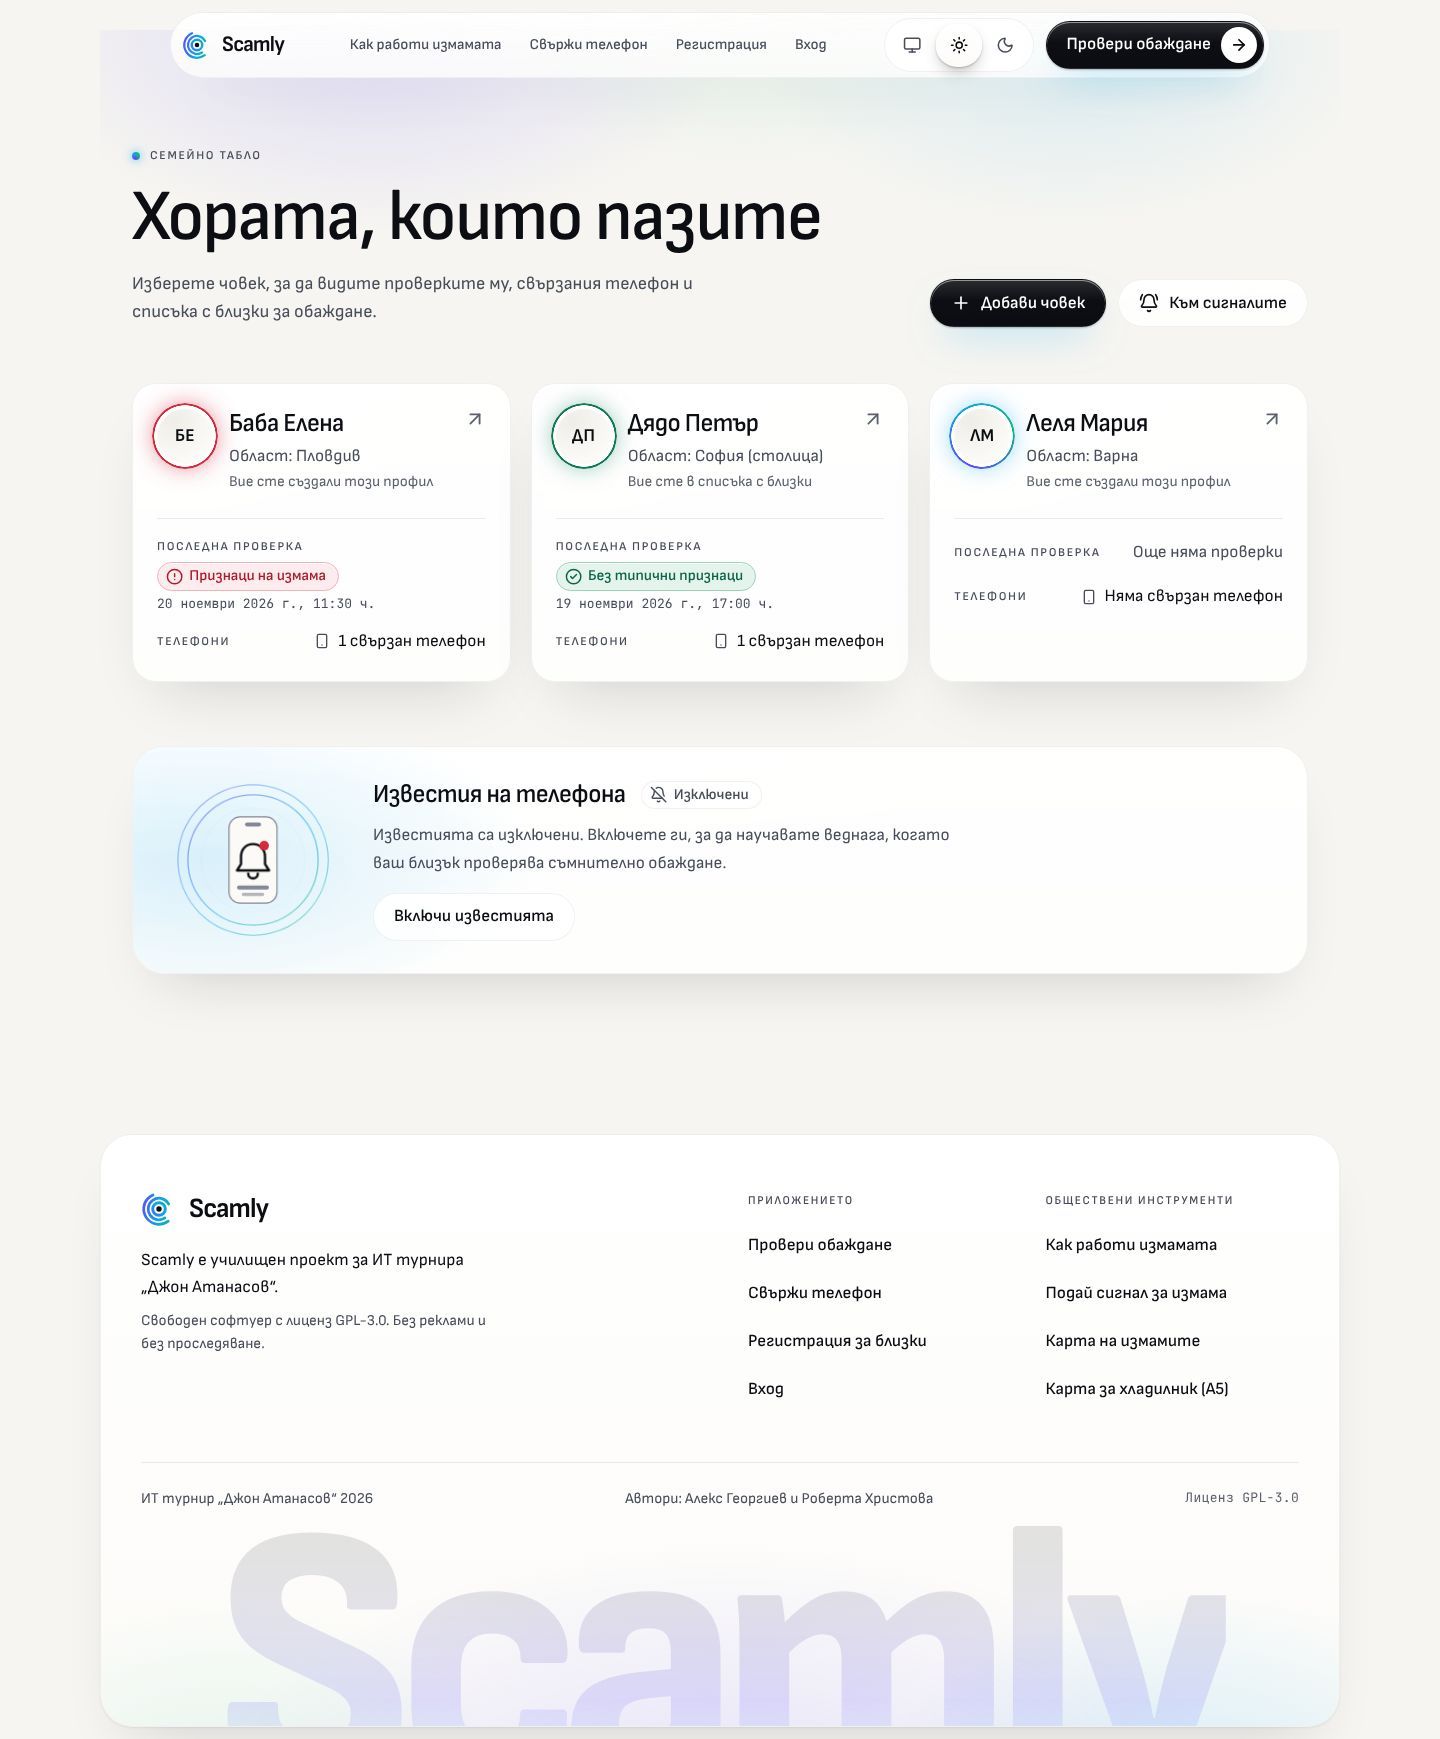 Scamly
Как работи измамата
Свържи телефон
Регистрация
Вход
Провери обаждане
СЕМЕЙНО ТАБЛО
Хората, които пазите
Изберете човек, за да видите проверките му, свързания телефон и
списъка с близки за обаждане.
Добави човек
Към сигналите
БЕ
Баба Елена
Област: Пловдив
Вие сте създали този профил
ПОСЛЕДНА ПРОВЕРКА
Признаци на измама
20 ноември 2026 г., 11:30 ч.
ТЕЛЕФОНИ
1 свързан телефон
ДП
Дядо Петър
Област: София (столица)
Вие сте в списъка с близки
ПОСЛЕДНА ПРОВЕРКА
Без типични признаци
19 ноември 2026 г., 17:00 ч.
ТЕЛЕФОНИ
1 свързан телефон
ЛМ
Леля Мария
Област: Варна
Вие сте създали този профил
ПОСЛЕДНА ПРОВЕРКА
Още няма проверки
ТЕЛЕФОНИ
Няма свързан телефон
Известия на телефона
Изключени
Известията са изключени. Включете ги, за да научавате веднага, когато
ваш близък проверява съмнително обаждане.
Включи известията
Scamly
Scamly е училищен проект за ИТ турнира
„Джон Атанасов“.
Свободен софтуер с лиценз GPL-3.0. Без реклами и
без проследяване.
ПРИЛОЖЕНИЕТО
Провери обаждане
Свържи телефон
Регистрация за близки
Вход
ОБЩЕСТВЕНИ ИНСТРУМЕНТИ
Как работи измамата
Подай сигнал за измама
Карта на измамите
Карта за хладилник (А5)
ИТ турнир „Джон Атанасов“ 2026
Автори: Алекс Георгиев и Роберта Христова
Лиценз GPL-3.0
Scamly